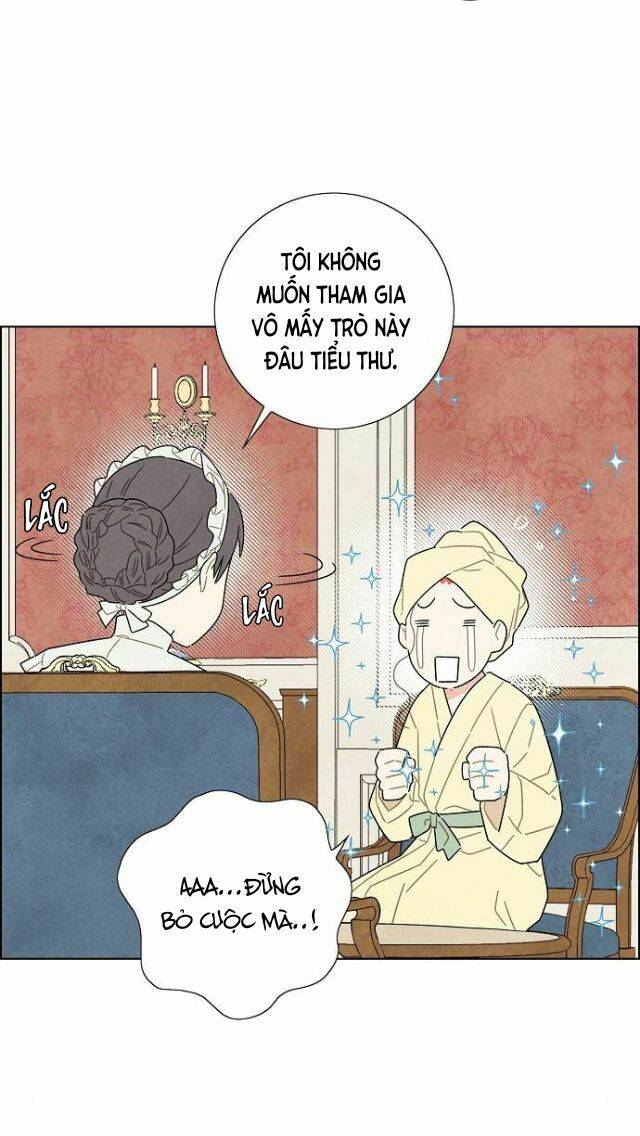 TÔI KHÔNG
MUỐN THAM GIA
VÔ MẤY TRÒ NÀY
ĐÂU TIỂU THƯ.
LẮC
LẮC
AAA...ĐỪNG
BỎ CUỘC MÀ..!